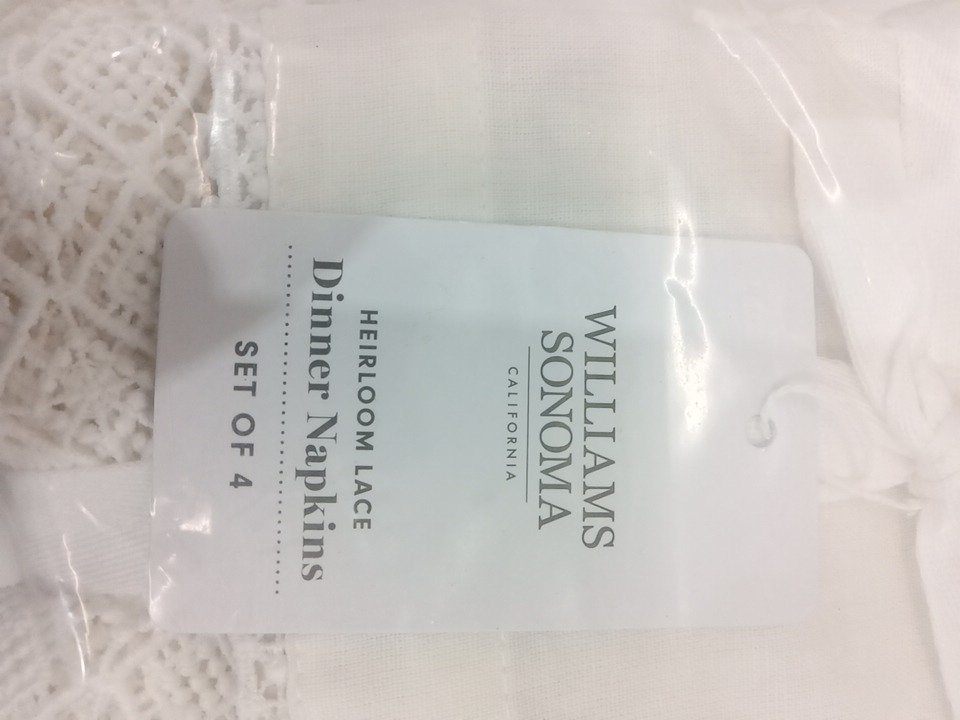 WILLIAMS
SONOMA
CALIFORNIA
HEIRLOOM LACE
Dinner Napkins
SET OF 4